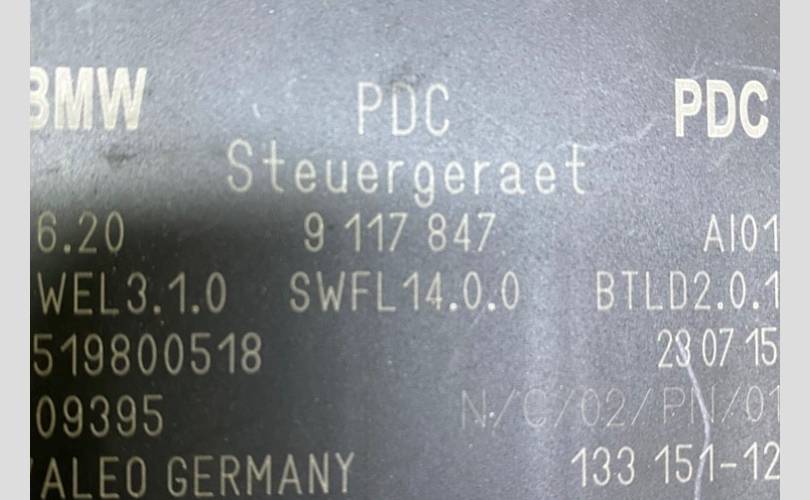 BMW PDC PDC
Steuergeraet
6.20 9 117 847 AI01
WEL3.1.0 SWFL14.0.0 BTLD2.0.1
519800518 23 07 15
09395 N/C/02/PN/01
VALEO GERMANY 133 151-12